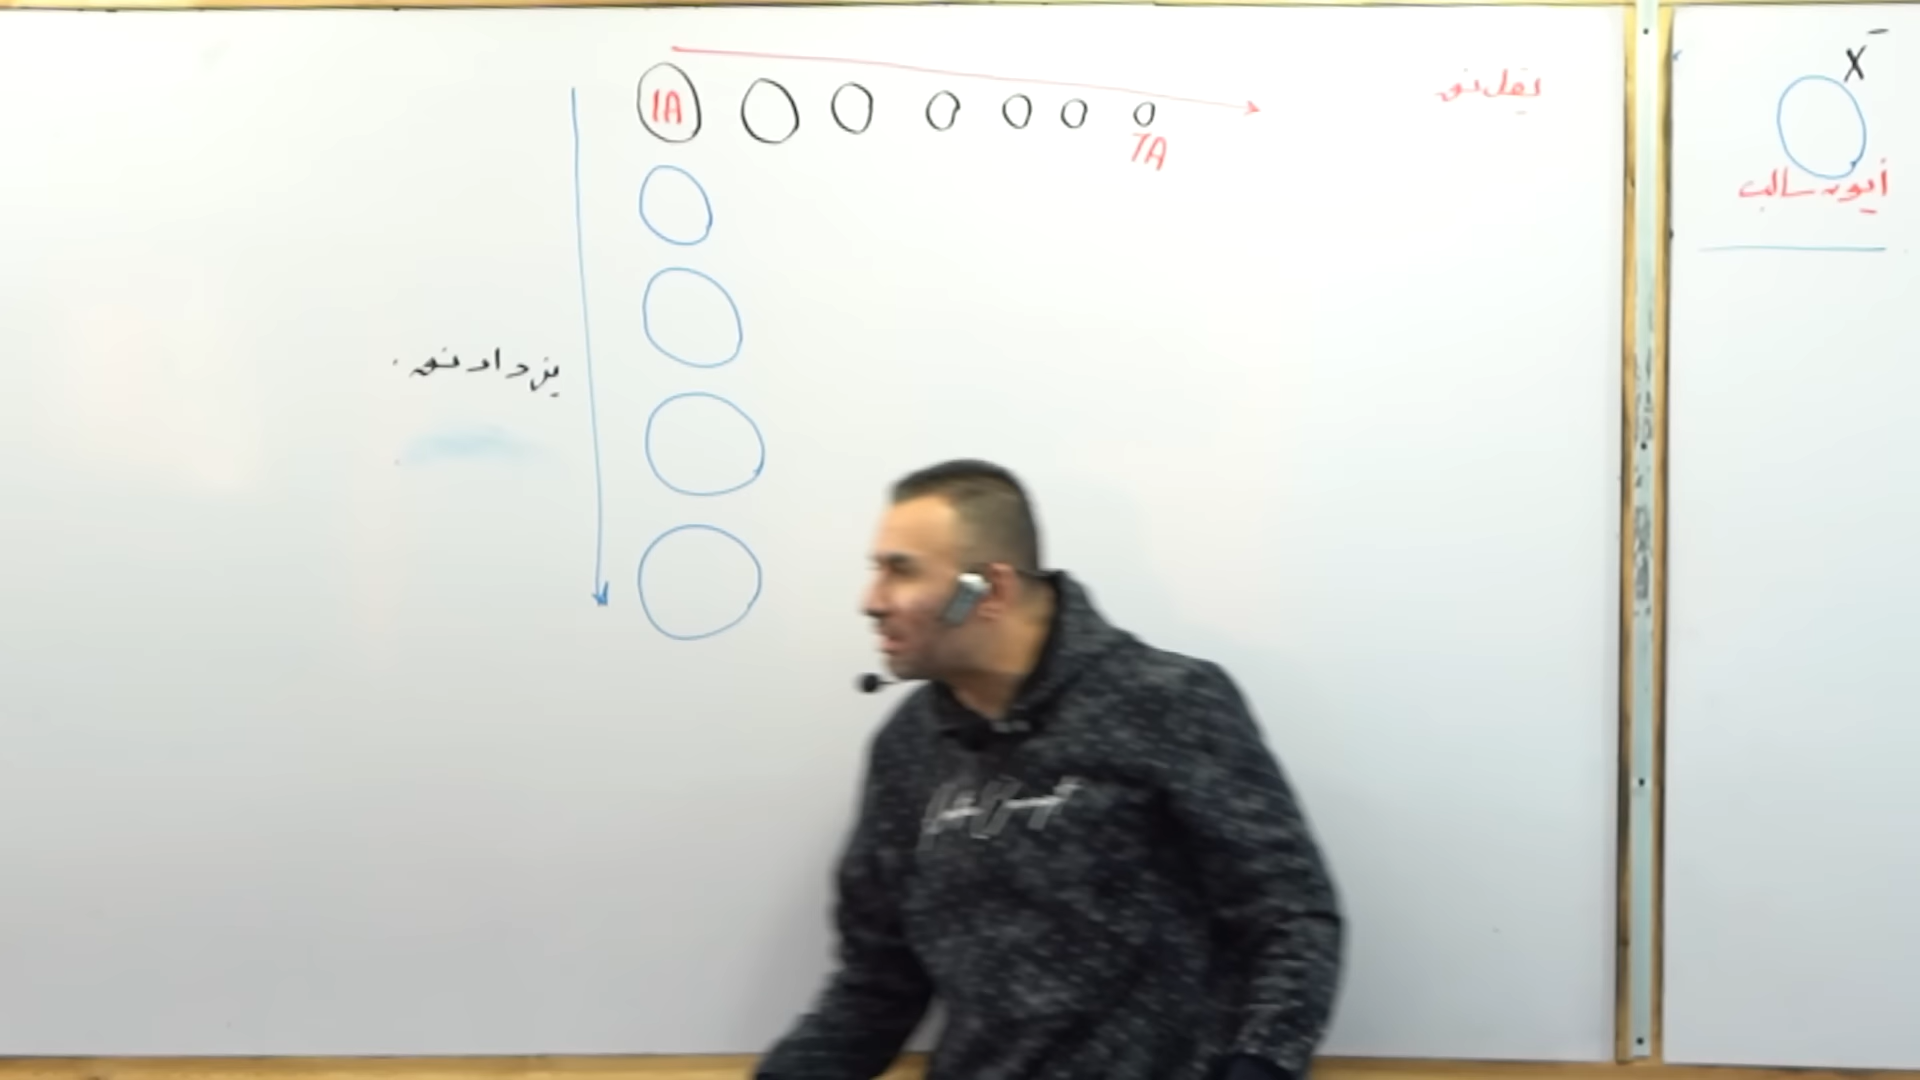 1A
7A
يقل نق
يزداد نق.
X⁻
أيون سالب